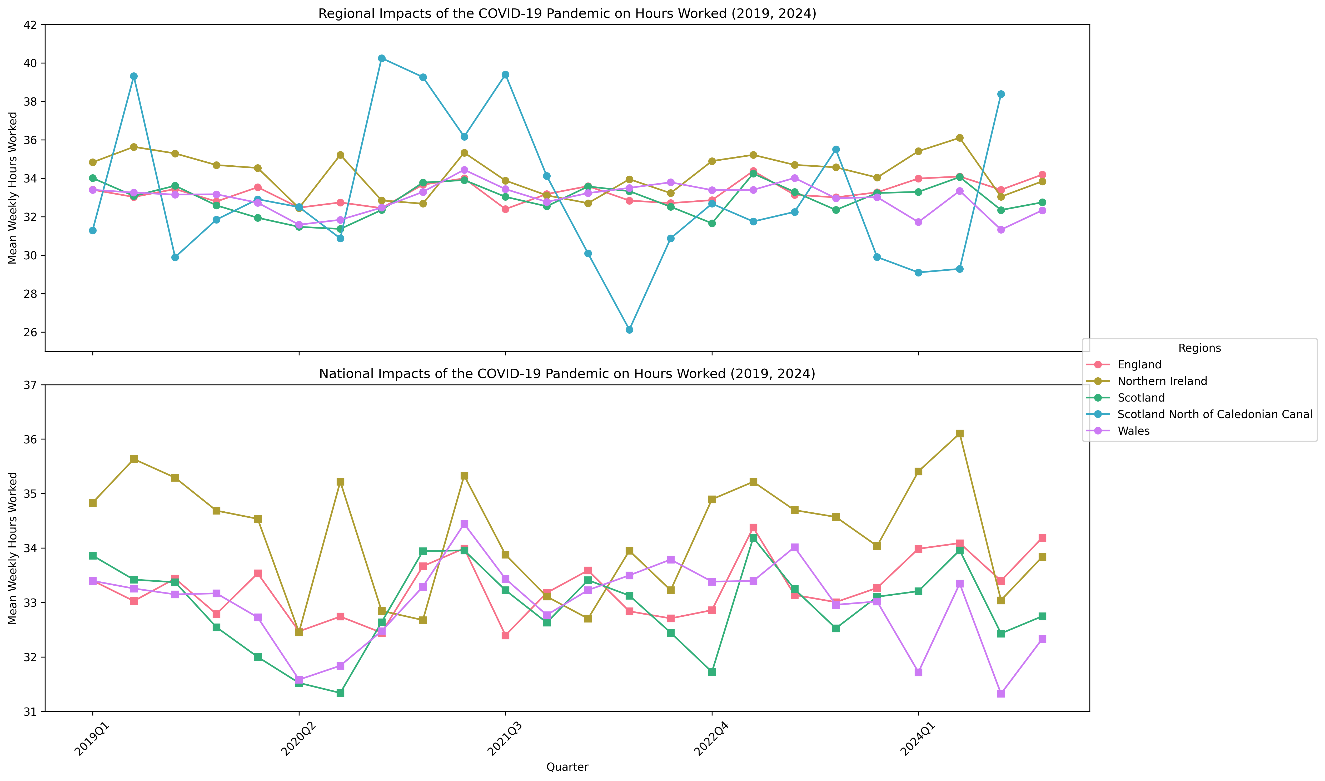 Regional Impacts of the COVID-19 Pandemic on Hours Worked (2019, 2024)
Mean Weekly Hours Worked
42
40
38
36
34
32
30
28
26
National Impacts of the COVID-19 Pandemic on Hours Worked (2019, 2024)
Mean Weekly Hours Worked
37
36
35
34
33
32
31
2019Q1
2020Q2
2021Q3
2022Q4
2024Q1
Quarter
Regions
England
Northern Ireland
Scotland
Scotland North of Caledonian Canal
Wales